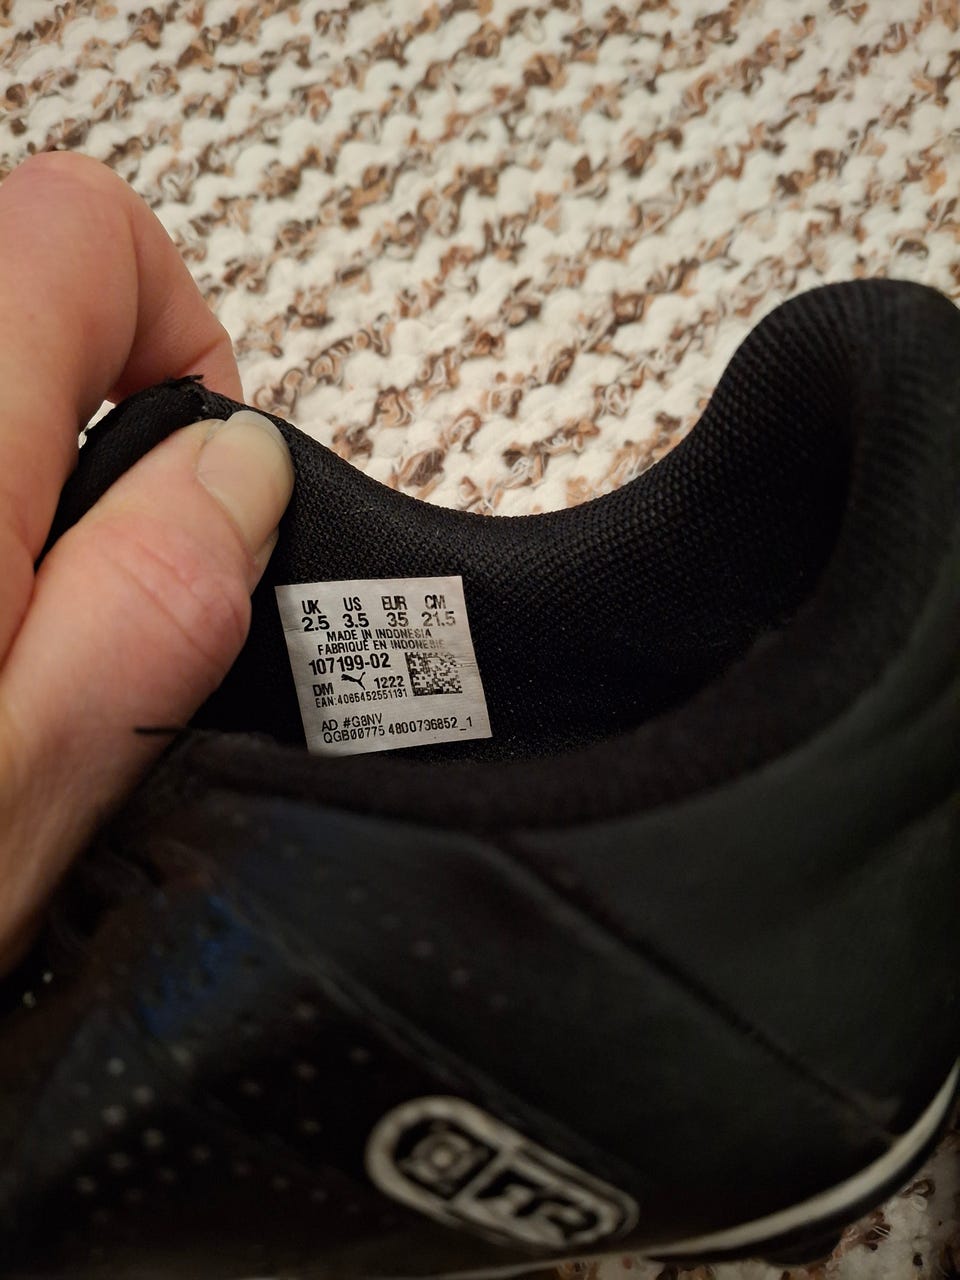 UK US EUR CM
2.5 3.5 35 21.5
MADE IN INDONESIA
FABRIQUÉ EN INDONESIE
107199-02
DM 1222
EAN:4065452551131
AD #G8NV
QGB00775 4800736852_1